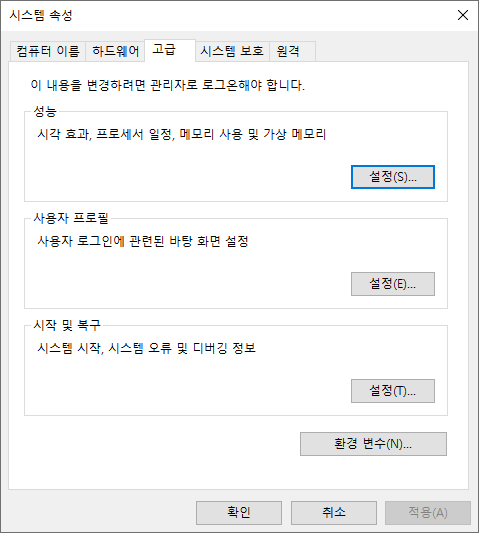 시스템 속성
컴퓨터 이름 하드웨어 고급 시스템 보호 원격
이 내용을 변경하려면 관리자로 로그온해야 합니다.
성능
시각 효과, 프로세서 일정, 메모리 사용 및 가상 메모리
설정(S)...
사용자 프로필
사용자 로그인에 관련된 바탕 화면 설정
설정(E)...
시작 및 복구
시스템 시작, 시스템 오류 및 디버깅 정보
설정(T)...
환경 변수(N)...
확인 취소 적용(A)